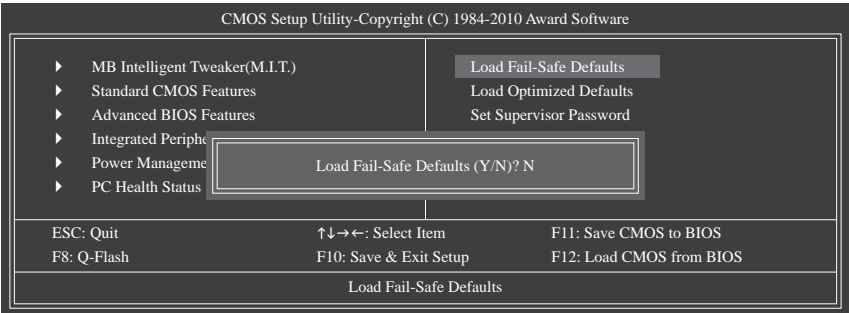 CMOS Setup Utility-Copyright (C) 1984-2010 Award Software
MB Intelligent Tweaker(M.I.T.)
Standard CMOS Features
Advanced BIOS Features
Integrated Periphe
Power Manageme
PC Health Status
Load Fail-Safe Defaults
Load Optimized Defaults
Set Supervisor Password
Load Fail-Safe Defaults (Y/N)? N
ESC: Quit ↑↓→←: Select Item F11: Save CMOS to BIOS
F8: Q-Flash F10: Save & Exit Setup F12: Load CMOS from BIOS
Load Fail-Safe Defaults